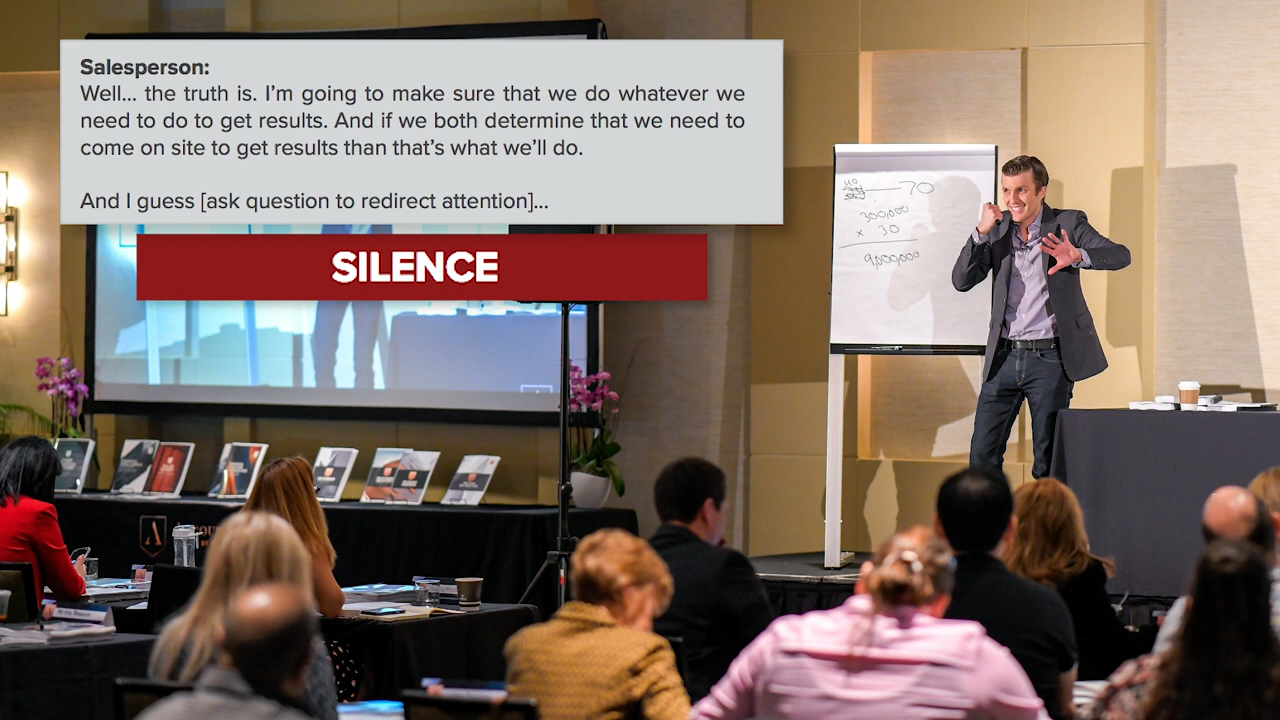 Salesperson:
Well... the truth is. I'm going to make sure that we do whatever we
need to do to get results. And if we both determine that we need to
come on site to get results than that's what we'll do.
And I guess [ask question to redirect attention]...
SILENCE
70
300,000
x 30
9,000,000